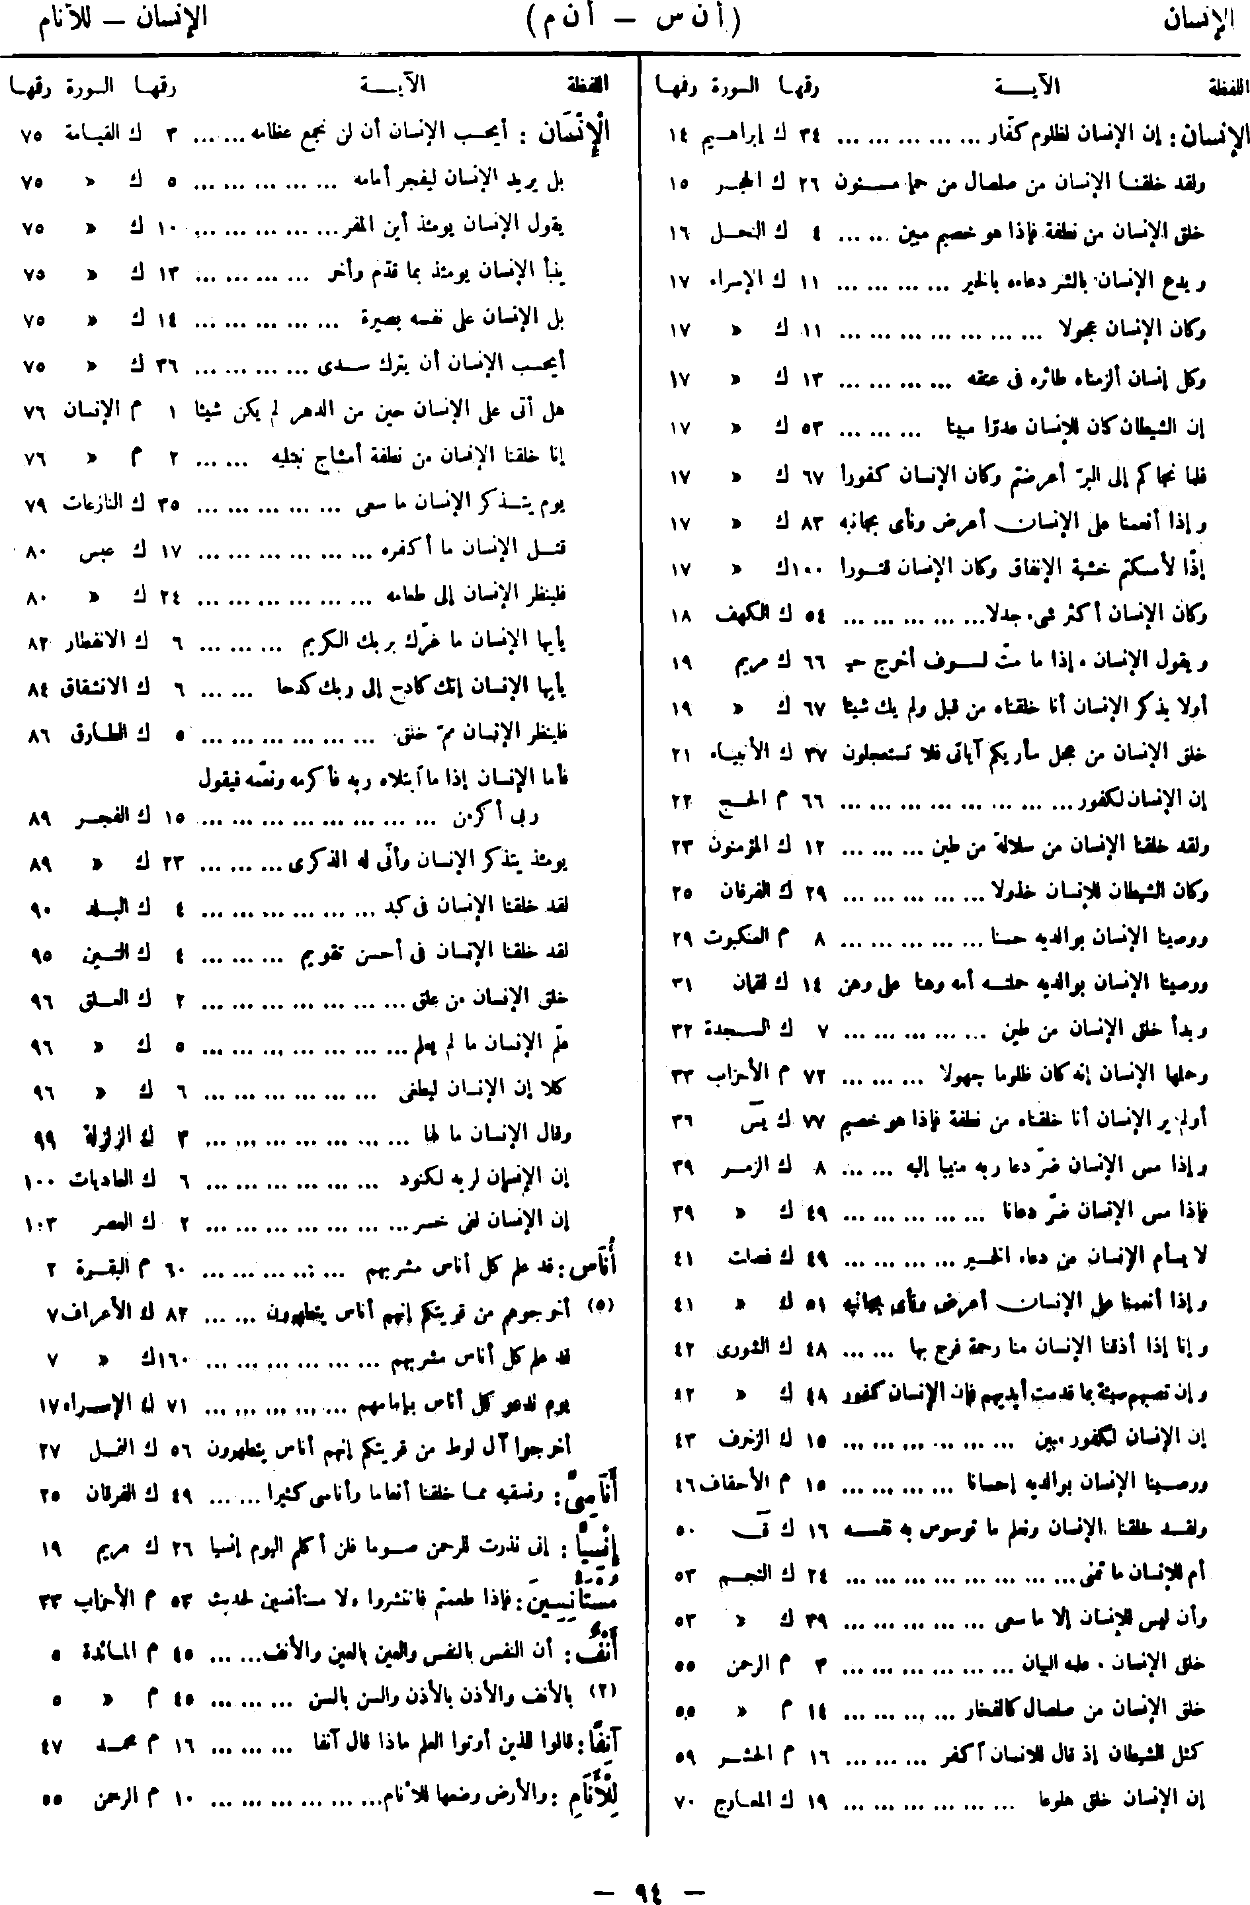 الإنسان (أ ن س – أ ن م) الإنسان – للأنام
اللفظة الآيـــة رقمها السورة رقمها
الإنسان : إن الإنسان لظلوم كفّار ... ... ... ... ... ٣٤ ك إبراهيم ١٤
ولقد خلقنا الإنسان من صلصال من حمإ مسنون ٢٦ ك الحجر ١٥
خلق الإنسان من نطفة فإذا هو خصيم مبين ... ... ٤ ك النحل ١٦
ويدع الإنسان بالشر دعاءه بالخير ... ... ... ... ١١ ك الإسراء ١٧
وكان الإنسان عجولا ... ... ... ... ... ... ... ١١ ك » ١٧
وكل إنسان ألزمناه طائره فى عنقه ... ... ... ... ١٣ ك » ١٧
إن الشيطان كان للإنسان عدوّا مبينا ... ... ... ٥٣ ك » ١٧
فلما نجاكم إلى البرّ أعرضتم وكان الإنسان كفورا ٦٧ ك » ١٧
وإذا أنعمنا على الإنسان أعرض ونأى بجانبه ٨٣ ك » ١٧
إذًا لأمسكتم خشية الإنفاق وكان الإنسان قتورا ١٠٠ ك » ١٧
وكان الإنسان أكثر شىء جدلا ... ... ... ... ... ٥٤ ك الكهف ١٨
ويقول الإنسان ءإذا ما متّ لسوف أخرج حيا ٦٦ ك مريم ١٩
أولا يذكر الإنسان أنا خلقناه من قبل ولم يك شيئا ٦٧ ك » ١٩
خلق الإنسان من عجل سأريكم آياتى فلا تستعجلون ٣٧ ك الأنبياء ٢١
إن الإنسان لكفور ... ... ... ... ... ... ... ... ٦٦ م الحج ٢٢
ولقد خلقنا الإنسان من سلالة من طين ... ... ... ١٢ ك المؤمنون ٢٣
وكان الشيطان للإنسان خذولا ... ... ... ... ... ٢٩ ك الفرقان ٢٥
ووصينا الإنسان بوالديه حسنا ... ... ... ... ... ٨ م العنكبوت ٢٩
ووصينا الإنسان بوالديه حملته أمه وهنا على وهن ١٤ ك لقمان ٣١
وبدأ خلق الإنسان من طين ... ... ... ... ... ٧ ك السجدة ٣٢
وحملها الإنسان إنه كان ظلوما جهولا ... ... ... ٧٢ م الأحزاب ٣٣
أولم ير الإنسان أنا خلقناه من نطفة فإذا هو خصيم ٧٧ ك يسٓ ٣٦
وإذا مس الإنسان ضرّ دعا ربه منيبا إليه ... ... ٨ ك الزمر ٣٩
فإذا مس الإنسان ضرّ دعانا ... ... ... ... ... ٤٩ ك » ٣٩
لا يسأم الإنسان من دعاء الخير ... ... ... ... ٤٩ ك فصلت ٤١
وإذا أنعمنا على الإنسان أعرض ونأى بجانبه ٥١ ك » ٤١
وإنا إذا أذقنا الإنسان منا رحمة فرح بها ... ... ٤٨ ك الشورى ٤٢
وإن تصبهم سيئة بما قدمت أيديهم فإن الإنسان كفور ٤٨ ك » ٤٢
إن الإنسان لكفور مبين ... ... ... ... ... ... ١٥ ك الزخرف ٤٣
ووصينا الإنسان بوالديه إحسانا ... ... ... ... ١٥ م الأحقاف ٤٦
ولقد خلقنا الإنسان ونعلم ما توسوس به نفسه ١٦ ك قٓ ٥٠
أم للإنسان ما تمنى ... ... ... ... ... ... ... ... ٢٤ ك النجم ٥٣
وأن ليس للإنسان إلا ما سعى ... ... ... ... ... ٣٩ ك » ٥٣
خلق الإنسان . علمه البيان ... ... ... ... ... ... ٣ م الرحمن ٥٥
خلق الإنسان من صلصال كالفخار ... ... ... ... ١٤ م » ٥٥
كمثل الشيطان إذ قال للإنسان اكفر ... ... ... ١٦ م الحشر ٥٩
إن الإنسان خلق هلوعا ... ... ... ... ... ... ١٩ ك المعارج ٧٠
اللفظة الآيـــة رقمها السورة رقمها
الْإِنْسَان : أيحسب الإنسان أن لن نجمع عظامه ... ... ٣ ك القيامة ٧٥
بل يريد الإنسان ليفجر أمامه ... ... ... ... ... ٥ ك » ٧٥
يقول الإنسان يومئذ أين المفر ... ... ... ... ... ١٠ ك » ٧٥
ينبأ الإنسان يومئذ بما قدّم وأخر ... ... ... ... ١٣ ك » ٧٥
بل الإنسان على نفسه بصيرة ... ... ... ... ... ١٤ ك » ٧٥
أيحسب الإنسان أن يترك سدى ... ... ... ... ٣٦ ك » ٧٥
هل أتى على الإنسان حين من الدهر لم يكن شيئا ١ م الإنسان ٧٦
إنا خلقنا الإنسان من نطفة أمشاج نبتليه ... ... ٢ م » ٧٦
يوم يتذكر الإنسان ما سعى ... ... ... ... ... ٣٥ ك النازعات ٧٩
قتل الإنسان ما أكفره ... ... ... ... ... ... ١٧ ك عبس ٨٠
فلينظر الإنسان إلى طعامه ... ... ... ... ... ... ٢٤ ك » ٨٠
يأيها الإنسان ما غرّك بربك الكريم ... ... ... ٦ ك الانفطار ٨٢
يأيها الإنسان إنك كادح إلى ربك كدحا ... ... ٦ ك الانشقاق ٨٤
فلينظر الإنسان ممّ خلق ... ... ... ... ... ... ٥ ك الطارق ٨٦
فأما الإنسان إذا ما ابتلاه ربه فأكرمه ونعّمه فيقول
ربى أكرمن ... ... ... ... ... ... ... ... ١٥ ك الفجر ٨٩
يومئذ يتذكر الإنسان وأنّى له الذكرى ... ... ... ٢٣ ك » ٨٩
لقد خلقنا الإنسان فى كبد ... ... ... ... ... ... ٤ ك البلد ٩٠
لقد خلقنا الإنسان فى أحسن تقويم ... ... ... ٤ ك التين ٩٥
خلق الإنسان من علق ... ... ... ... ... ... ... ٢ ك العلق ٩٦
علّم الإنسان ما لم يعلم ... ... ... ... ... ... ... ٥ ك » ٩٦
كلا إن الإنسان ليطغى ... ... ... ... ... ... ٦ ك » ٩٦
وقال الإنسان ما لها ... ... ... ... ... ... ... ٣ ك الزلزلة ٩٩
إن الإنسان لربه لكنود ... ... ... ... ... ... ٦ ك العاديات ١٠٠
إن الإنسان لفى خسر ... ... ... ... ... ... ... ٢ ك العصر ١٠٣
أُنَاس : قد علم كل أناس مشربهم ... ... ... ... ... ٦٠ م البقرة ٢
(٥) أخرجوهم من قريتكم إنهم أناس يتطهرون ... ... ٨٢ ك الأعراف ٧
قد علم كل أناس مشربهم ... ... ... ... ... ... ١٦٠ ك » ٧
يوم ندعو كل أناس بإمامهم ... ... ... ... ... ٧١ ك الإسراء ١٧
أخرجوا آل لوط من قريتكم إنهم أناس يتطهرون ٥٦ ك النمل ٢٧
أَنَاسِىَّ : ونسقيه مما خلقنا أنعاما وأناسى كثيرا ... ... ٤٩ ك الفرقان ٢٥
إِنْسِيًّا : إنى نذرت للرحمن صوما فلن أكلم اليوم إنسيا ٢٦ ك مريم ١٩
مُسْتَأْنِسِينَ : فإذا طعمتم فانتشروا ولا مستأنسين لحديث ٥٣ م الأحزاب ٣٣
أَنْفُ : أن النفس بالنفس والعين بالعين والأنف ... ... ٤٥ م المائدة ٥
(٢) بالأنف والأذن بالأذن والسن بالسن ... ... ... ٤٥ م » ٥
آنِفًا : قالوا للذين أوتوا العلم ماذا قال آنفا ... ... ... ١٦ م محمد ٤٧
لِلْأَنَامِ : والأرض وضعها للأنام ... ... ... ... ... ... ١٠ م الرحمن ٥٥
– ٩٤ –